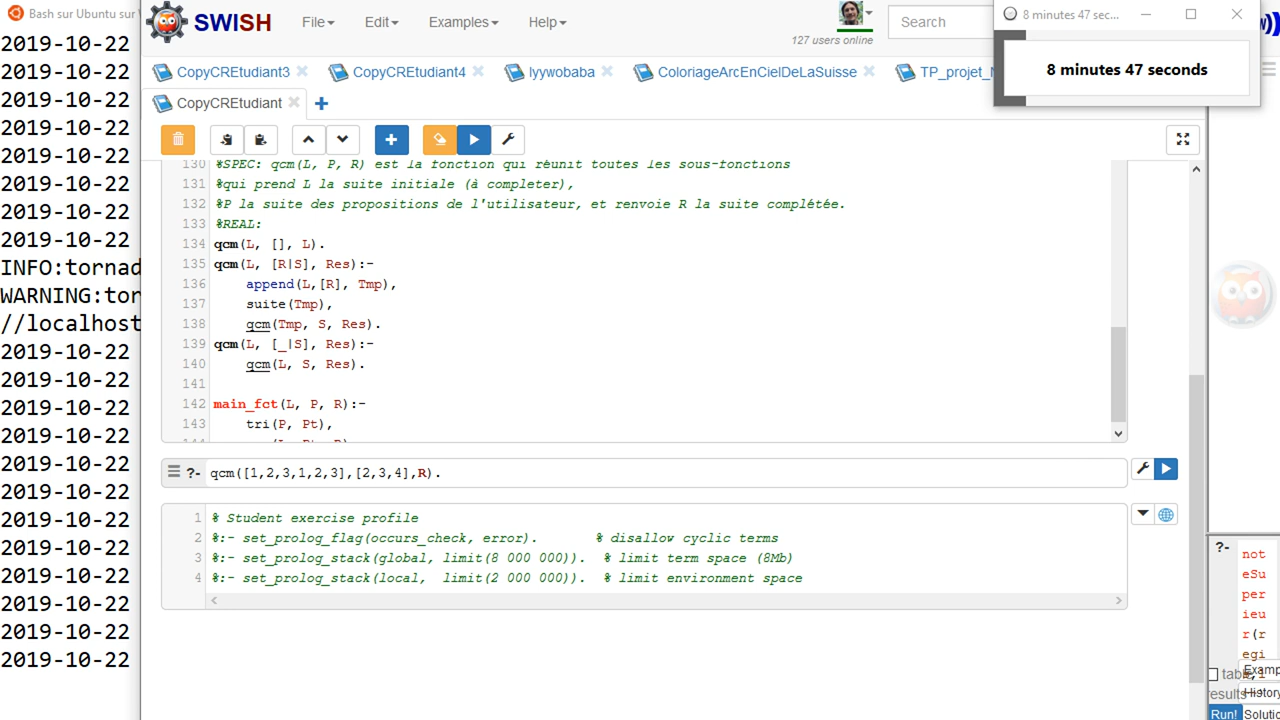 Bash sur Ubuntu sur
2019-10-22
2019-10-22
2019-10-22
2019-10-22
2019-10-22
2019-10-22
2019-10-22
2019-10-22
INFO:tornad
WARNING:tor
//localhost
2019-10-22
2019-10-22
2019-10-22
2019-10-22
2019-10-22
2019-10-22
2019-10-22
2019-10-22
2019-10-22
2019-10-22
2019-10-22
2019-10-22
SWISH
File Edit Examples Help
127 users online
Search
8 minutes 47 sec...
8 minutes 47 seconds
CopyCREtudiant3 CopyCREtudiant4 lyywobaba ColoriageArcEnCielDeLaSuisse TP_projet_
CopyCREtudiant
130 %SPEC: qcm(L, P, R) est la fonction qui réunit toutes les sous-fonctions
131 %qui prend L la suite initiale (à completer),
132 %P la suite des propositions de l'utilisateur, et renvoie R la suite complétée.
133 %REAL:
134 qcm(L, [], L).
135 qcm(L, [R|S], Res):-
136 append(L,[R], Tmp),
137 suite(Tmp),
138 qcm(Tmp, S, Res).
139 qcm(L, [_|S], Res):-
140 qcm(L, S, Res).
141
142 main_fct(L, P, R):-
143 tri(P, Pt),
?- qcm([1,2,3,1,2,3],[2,3,4],R).
1 % Student exercise profile
2 %:- set_prolog_flag(occurs_check, error). % disallow cyclic terms
3 %:- set_prolog_stack(global, limit(8 000 000)). % limit term space (8Mb)
4 %:- set_prolog_stack(local, limit(2 000 000)). % limit environment space
?- not
eSu
per
ieu
r(r
egi
Examp
results History
Run! Solutio